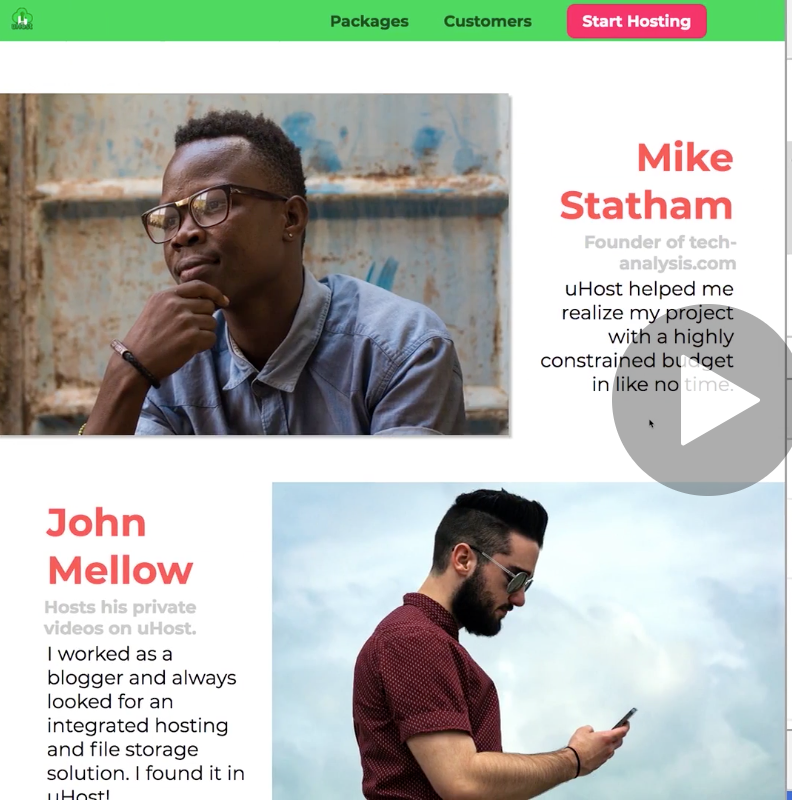 uHost
Packages
Customers
Start Hosting
Mike
Statham
Founder of tech-
analysis.com
uHost helped me
realize my project
with a highly
constrained budget
in like no time.
John
Mellow
Hosts his private
videos on uHost.
I worked as a
blogger and always
looked for an
integrated hosting
and file storage
solution. I found it in
uHost!